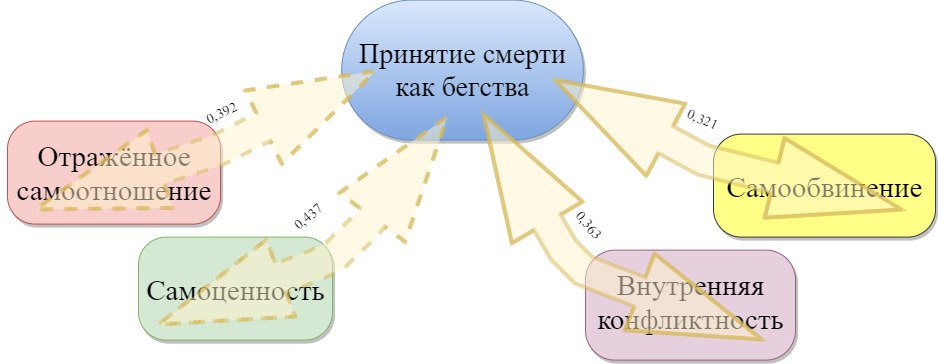 Принятие смерти
как бегства
0,392
0,321
Отражённое
самоотношение
Самообвинение
0,437
0,363
Самоценность
Внутренняя
конфликтность